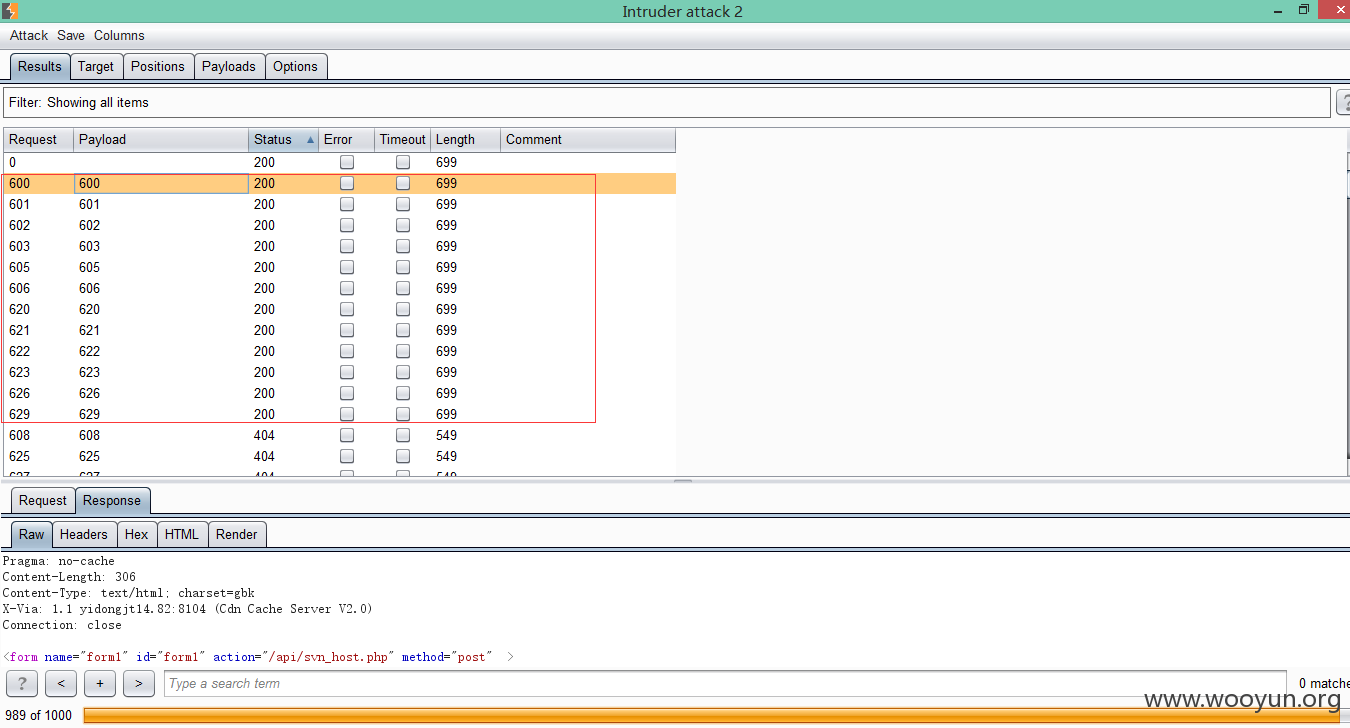 Intruder attack 2
Attack Save Columns
Results Target Positions Payloads Options
Filter: Showing all items
?
Request Payload Status Error Timeout Length Comment
0 200 699
600 600 200 699
601 601 200 699
602 602 200 699
603 603 200 699
605 605 200 699
606 606 200 699
620 620 200 699
621 621 200 699
622 622 200 699
623 623 200 699
626 626 200 699
629 629 200 699
608 608 404 549
625 625 404 549
627 627 404 549
Request Response
Raw Headers Hex HTML Render
Pragma: no-cache
Content-Length: 306
Content-Type: text/html; charset=gbk
X-Via: 1.1 yidongjt14.82:8104 (Cdn Cache Server V2.0)
Connection: close
<form name="form1" id="form1" action="/api/svn_host.php" method="post" >
? < + > Type a search term 0 matche
www.wooyun.org
989 of 1000